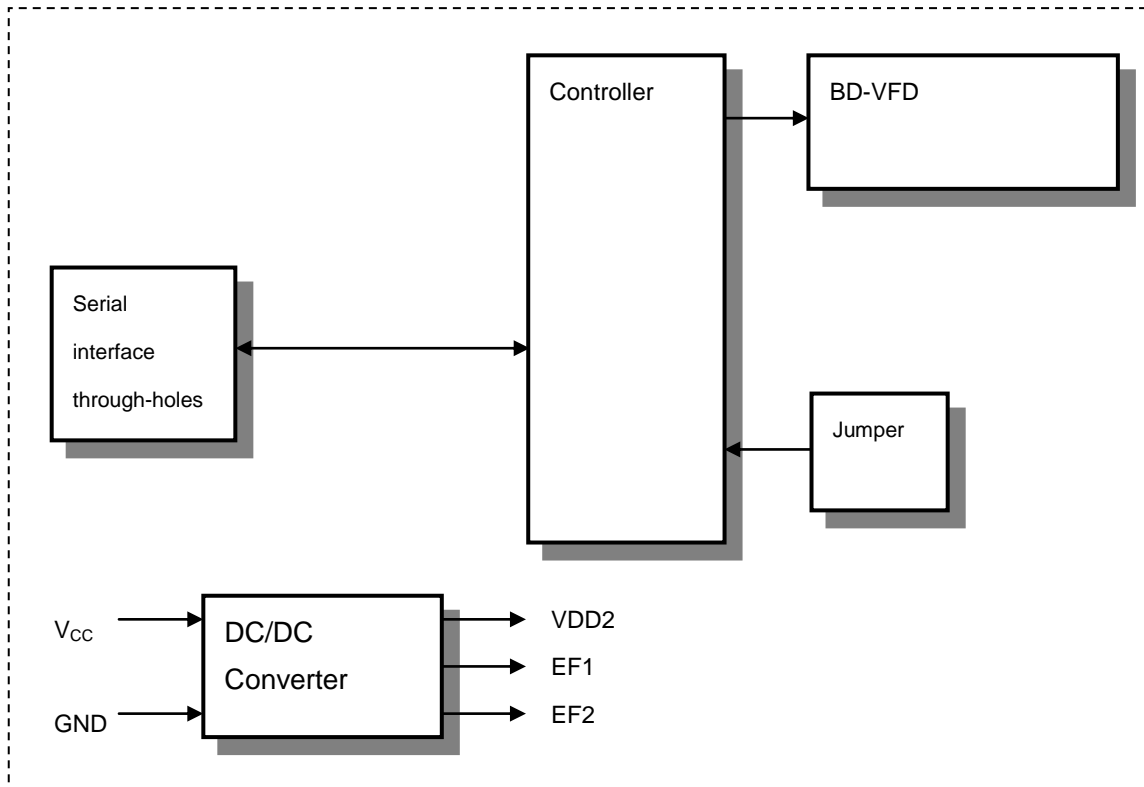 Controller
BD-VFD
Serial
interface
through-holes
Jumper
VCC
DC/DC
Converter
VDD2
EF1
GND
EF2